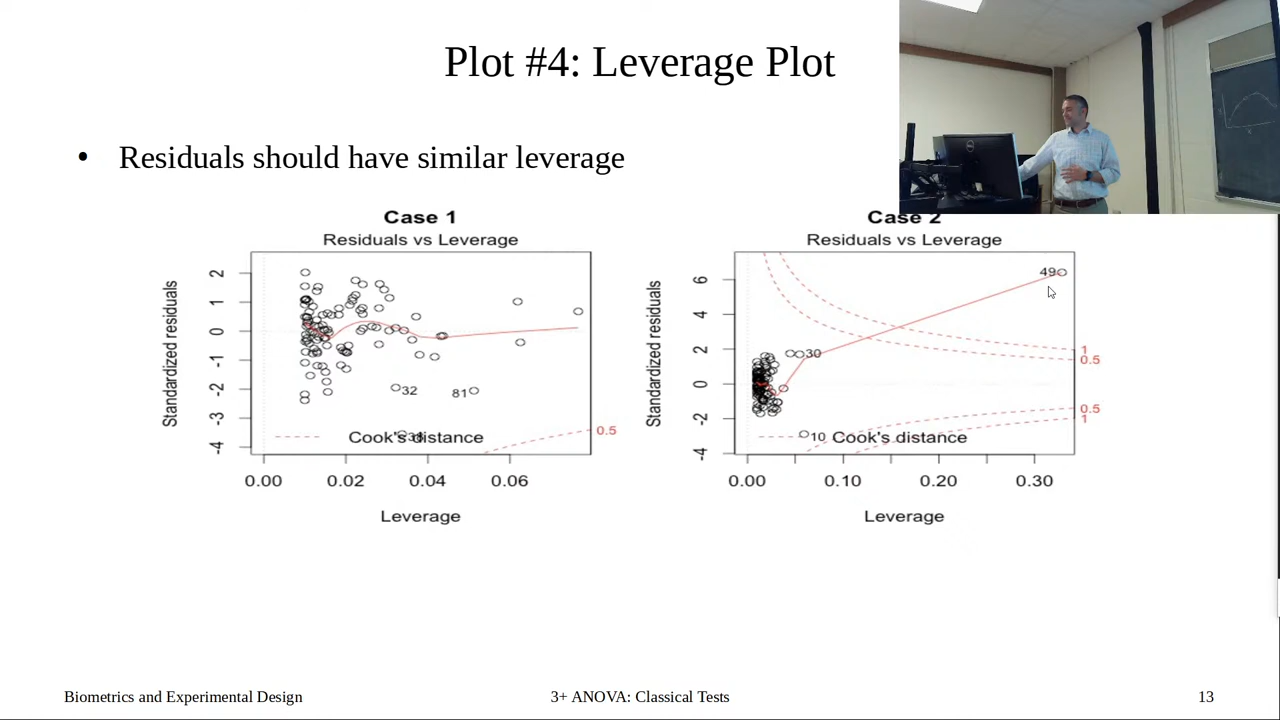 Plot #4: Leverage Plot
• Residuals should have similar leverage
Case 1
Residuals vs Leverage
Standardized residuals
2
1
0
-1
-2
-3
-4
32
81
Cook's distance
0.5
0.00 0.02 0.04 0.06
Leverage
Case 2
Residuals vs Leverage
Standardized residuals
6
4
2
0
-2
-4
49
30
10
Cook's distance
1
0.5
0.5
1
0.00 0.10 0.20 0.30
Leverage
Biometrics and Experimental Design
3+ ANOVA: Classical Tests
13